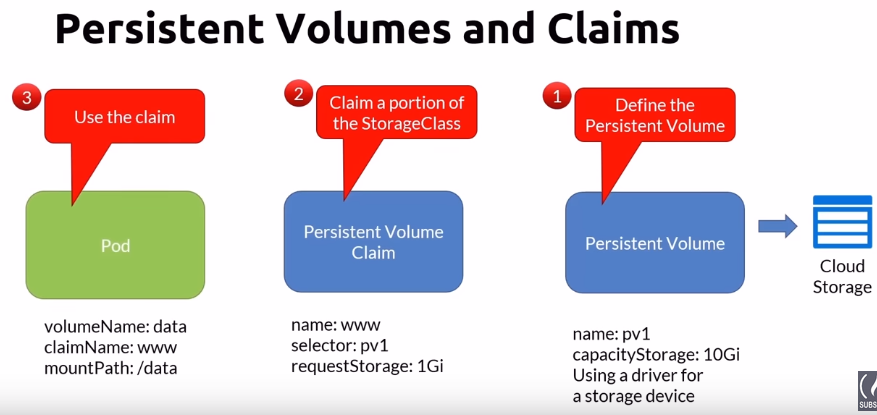 Persistent Volumes and Claims
3
Use the claim
2
Claim a portion of
the StorageClass
1
Define the
Persistent Volume
Pod
Persistent Volume
Claim
Persistent Volume
Cloud
Storage
volumeName: data
claimName: www
mountPath: /data
name: www
selector: pv1
requestStorage: 1Gi
name: pv1
capacityStorage: 10Gi
Using a driver for
a storage device
SUBS